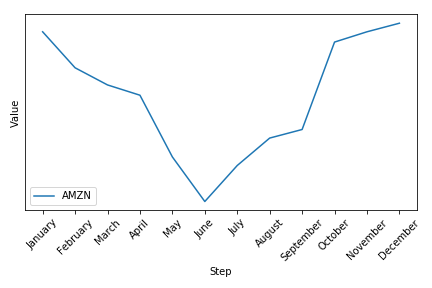 Value
AMZN
January
February
March
April
May
June
July
August
September
October
November
December
Step